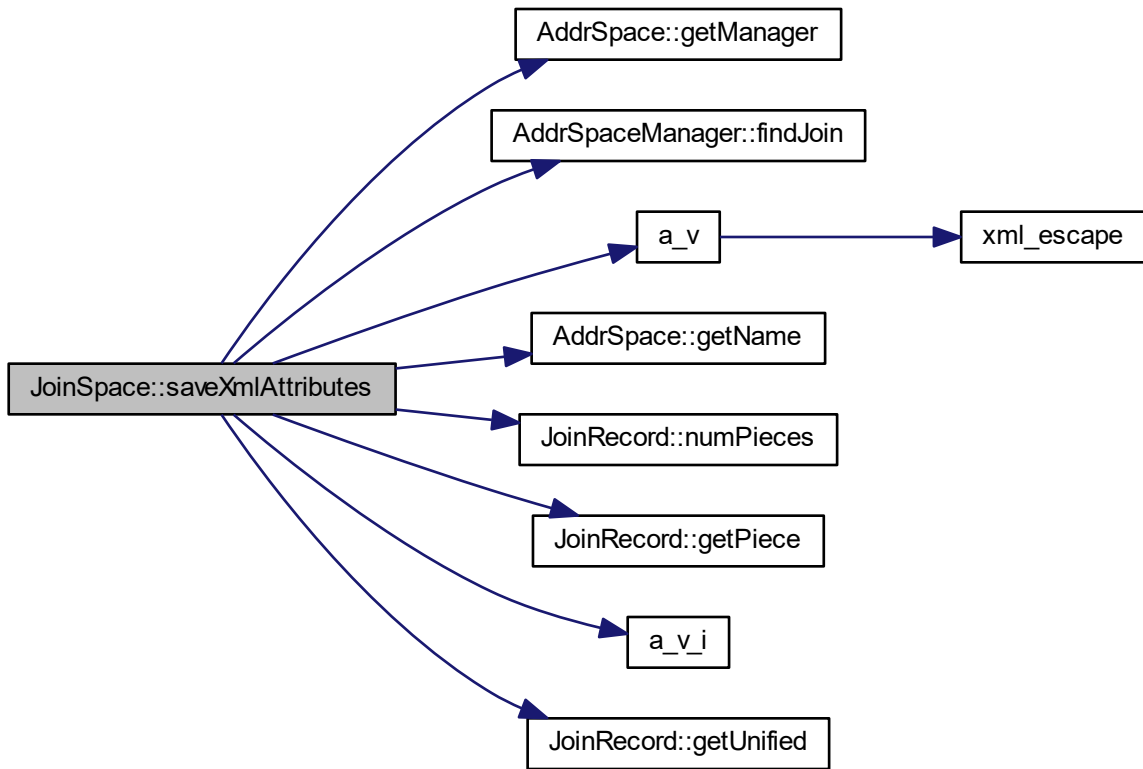 AddrSpace::getManager
AddrSpaceManager::findJoin
a_v
xml_escape
AddrSpace::getName
JoinSpace::saveXmlAttributes
JoinRecord::numPieces
JoinRecord::getPiece
a_v_i
JoinRecord::getUnified